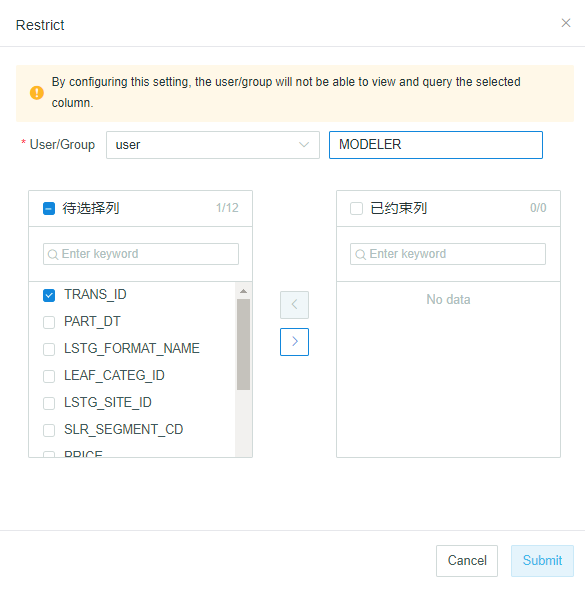 Restrict
By configuring this setting, the user/group will not be able to view and query the selected
column.
* User/Group user MODELER
待选择列 1/12
Enter keyword
TRANS_ID
PART_DT
LSTG_FORMAT_NAME
LEAF_CATEG_ID
LSTG_SITE_ID
SLR_SEGMENT_CD
PRICE
已约束列 0/0
Enter keyword
No data
Cancel Submit